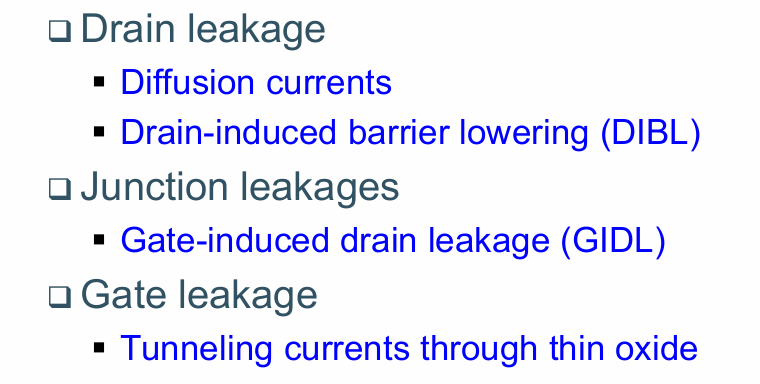 Drain leakage
Diffusion currents
Drain-induced barrier lowering (DIBL)
Junction leakages
Gate-induced drain leakage (GIDL)
Gate leakage
Tunneling currents through thin oxide